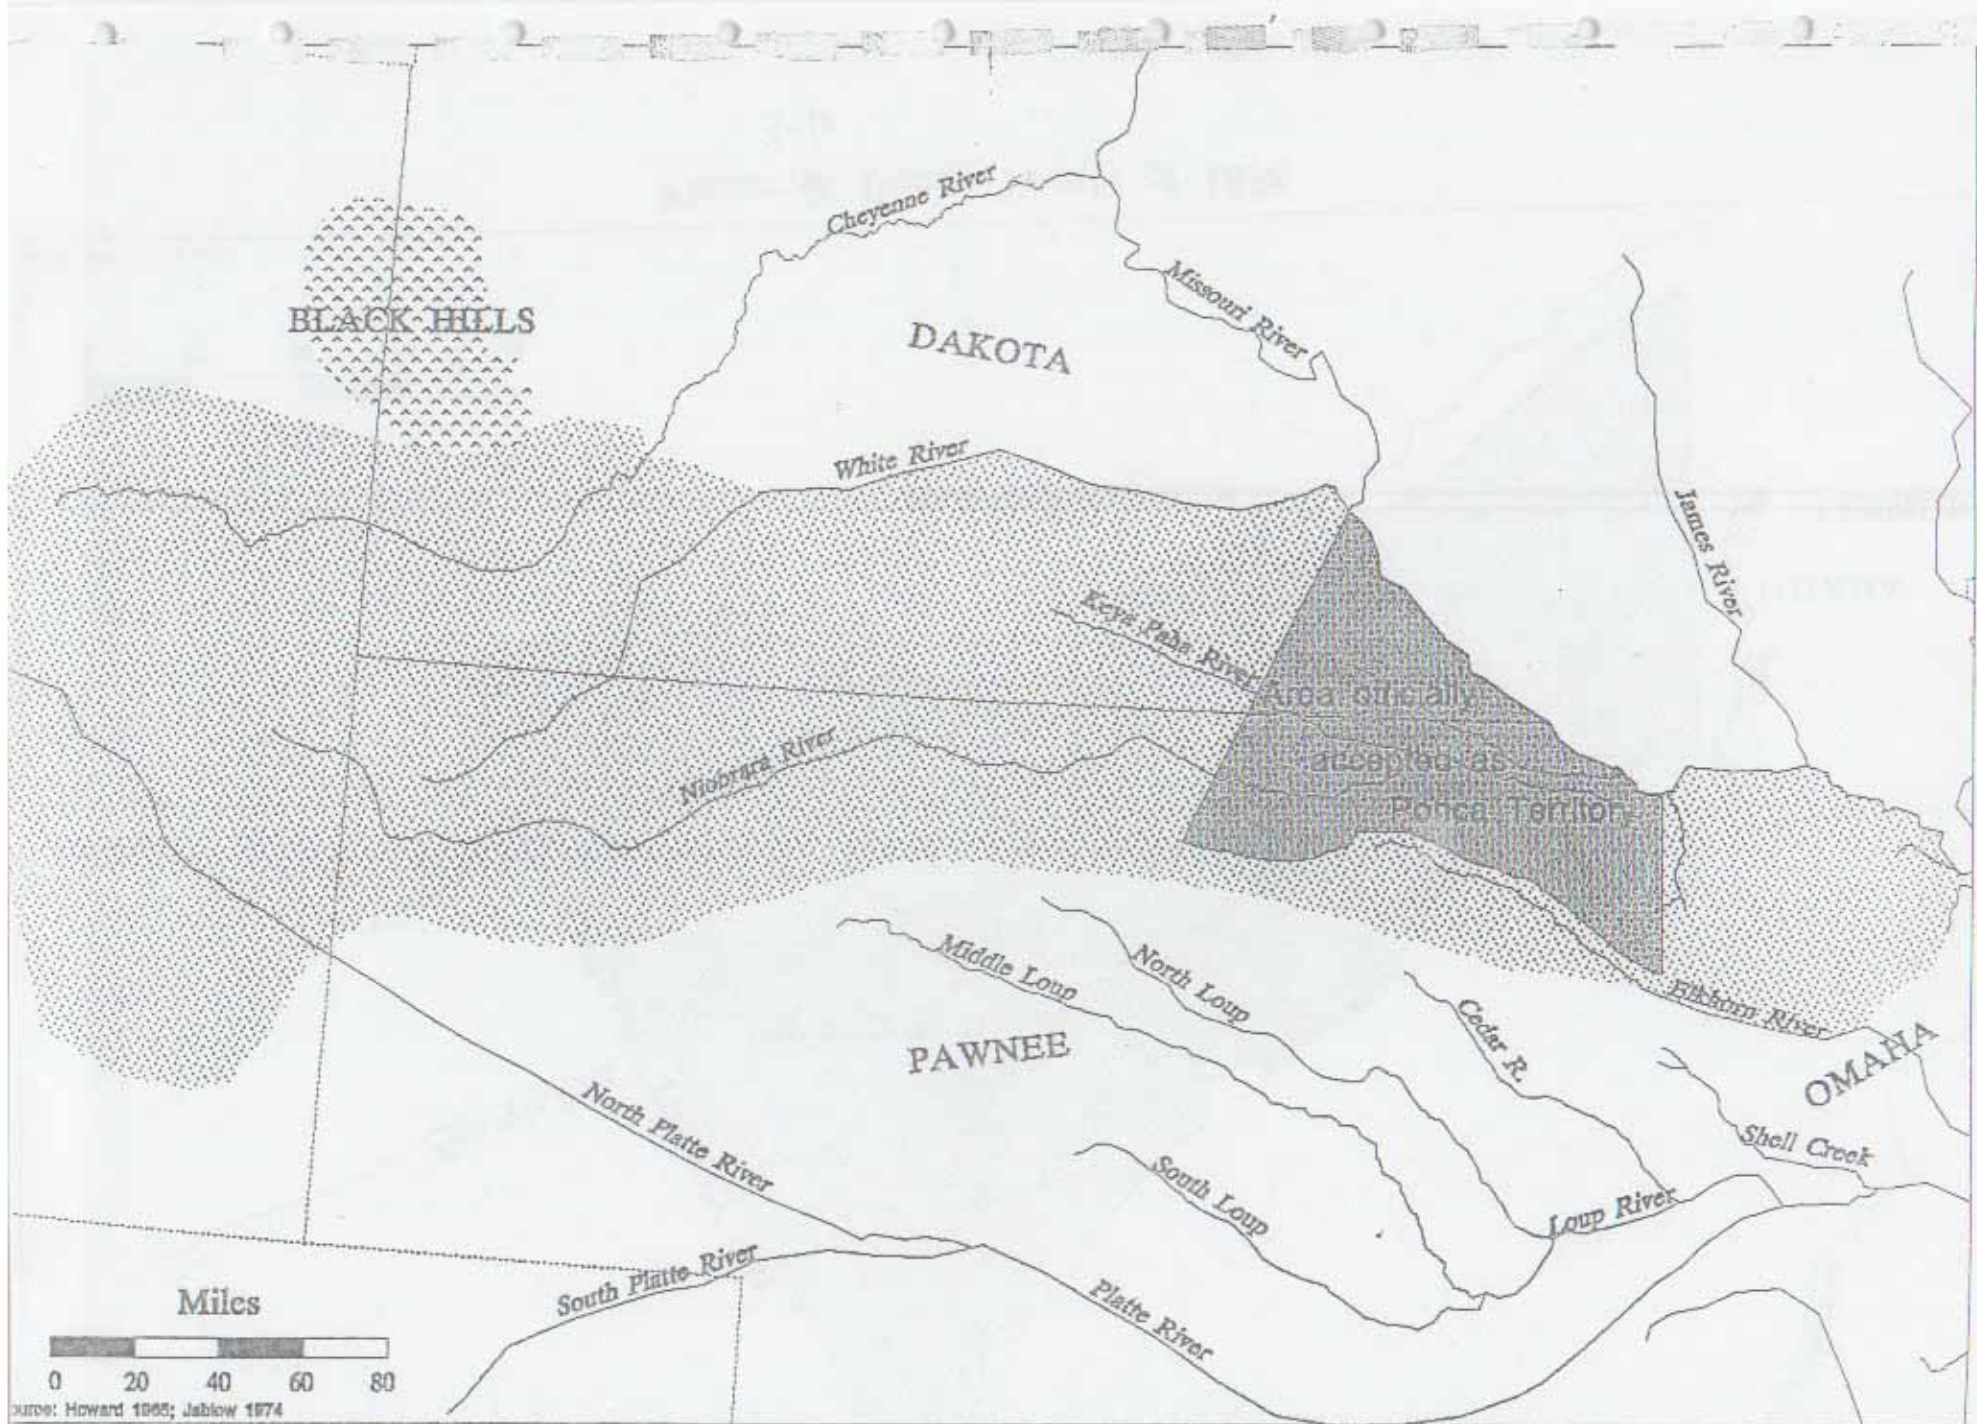 Cheyenne River
Missouri River
BLACK HILLS
DAKOTA
White River
James River
Keya Paha River
Area officially
accepted as
Ponca Territory
Niobrara River
Elkhorn River
Middle Loup
North Loup
Cedar R.
PAWNEE
OMAHA
North Platte River
Shell Creek
South Loup
Loup River
South Platte River
Platte River
Miles
0 20 40 60 80
ource: Howard 1965; Jablow 1974